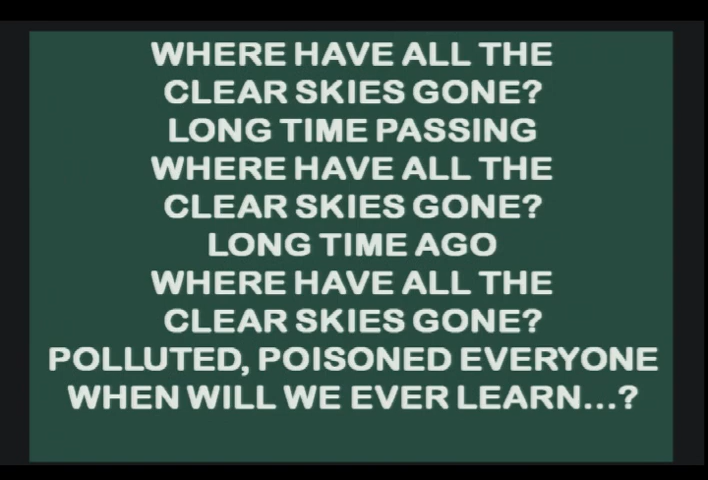 WHERE HAVE ALL THE
CLEAR SKIES GONE?
LONG TIME PASSING
WHERE HAVE ALL THE
CLEAR SKIES GONE?
LONG TIME AGO
WHERE HAVE ALL THE
CLEAR SKIES GONE?
POLLUTED, POISONED EVERYONE
WHEN WILL WE EVER LEARN...?